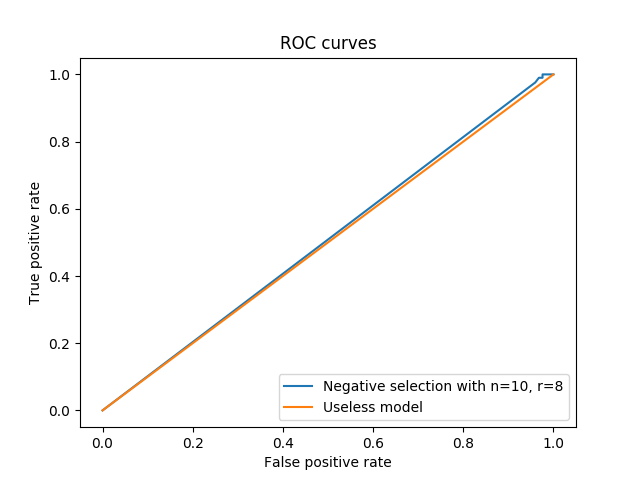 ROC curves
True positive rate
1.0
0.8
0.6
0.4
0.2
0.0
Negative selection with n=10, r=8
Useless model
0.0 0.2 0.4 0.6 0.8 1.0
False positive rate